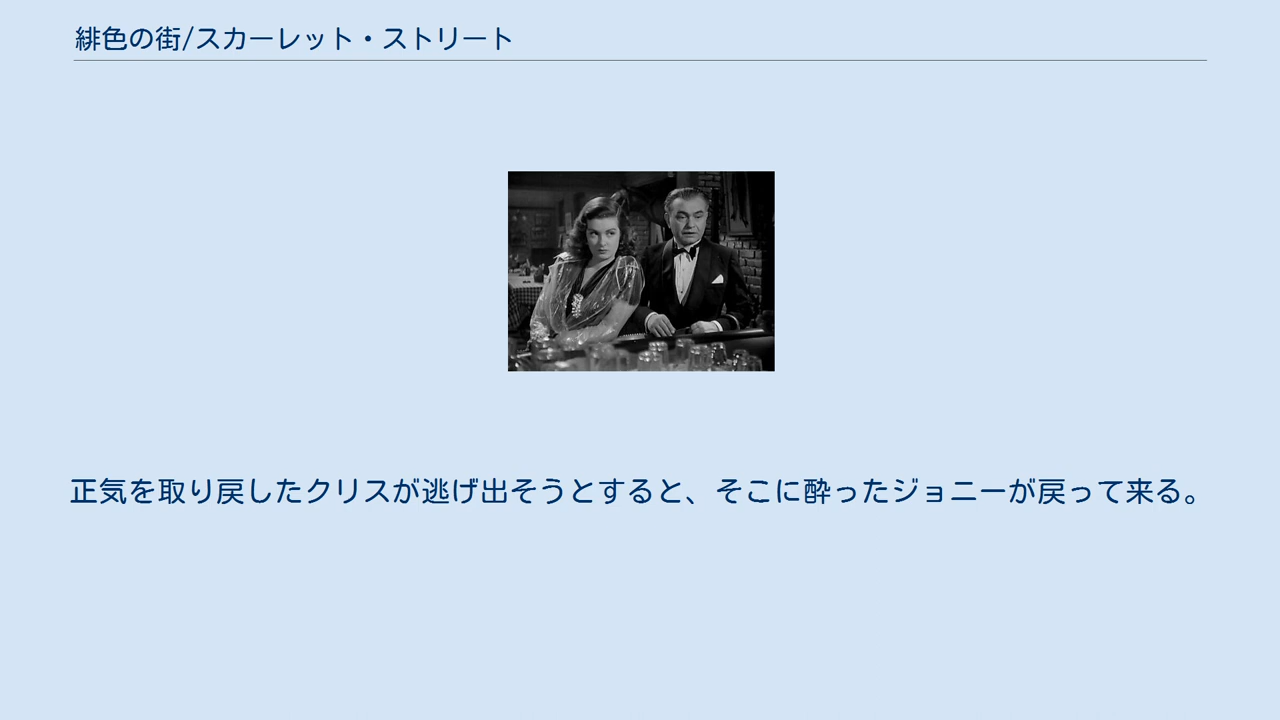 緋色の街/スカーレット・ストリート
正気を取り戻したクリスが逃げ出そうとすると、そこに酔ったジョニーが戻って来る。